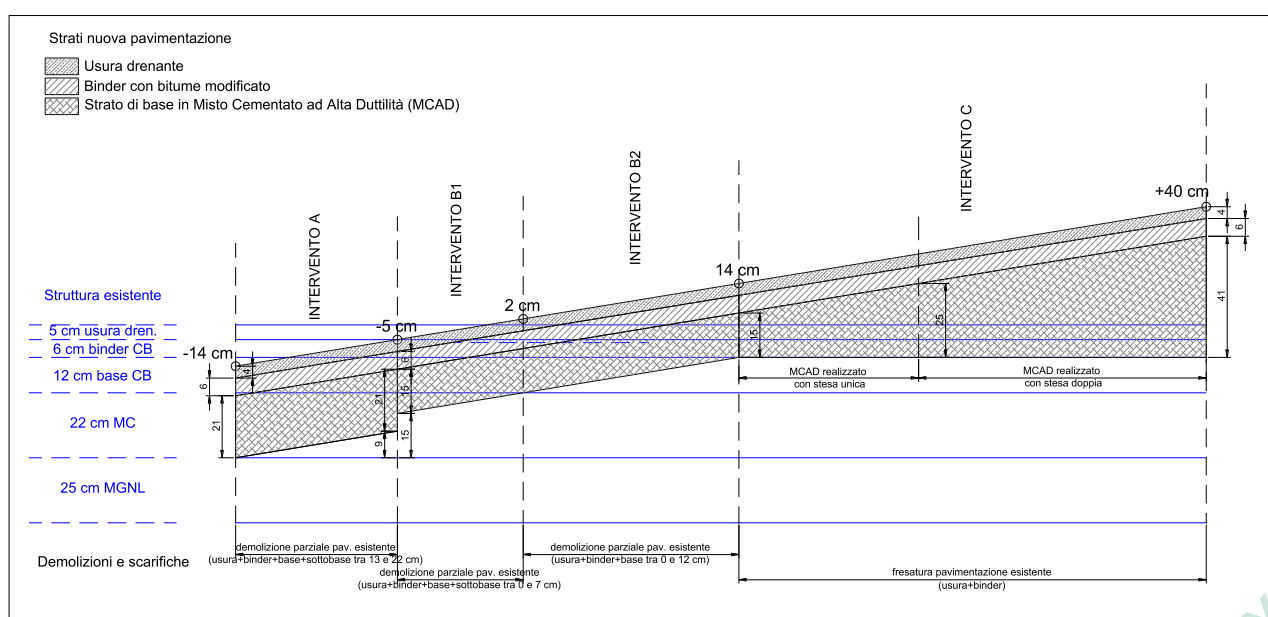 Strati nuova pavimentazione
Usura drenante
Binder con bitume modificato
Strato di base in Misto Cementato ad Alta Duttilità (MCAD)
INTERVENTO A
INTERVENTO B1
INTERVENTO B2
INTERVENTO C
+40 cm
14 cm
2 cm
-5 cm
-14 cm
4
6
41
25
15
6
4
6
21
21
15
9
15
Struttura esistente
5 cm usura dren.
6 cm binder CB
12 cm base CB
22 cm MC
25 cm MGNL
MCAD realizzato
con stesa unica
MCAD realizzato
con stesa doppia
Demolizioni e scarifiche
demolizione parziale pav. esistente
(usura+binder+base+sottobase tra 13 e 22 cm)
demolizione parziale pav. esistente
(usura+binder+base+sottobase tra 0 e 7 cm)
demolizione parziale pav. esistente
(usura+binder+base tra 0 e 12 cm)
fresatura pavimentazione esistente
(usura+binder)